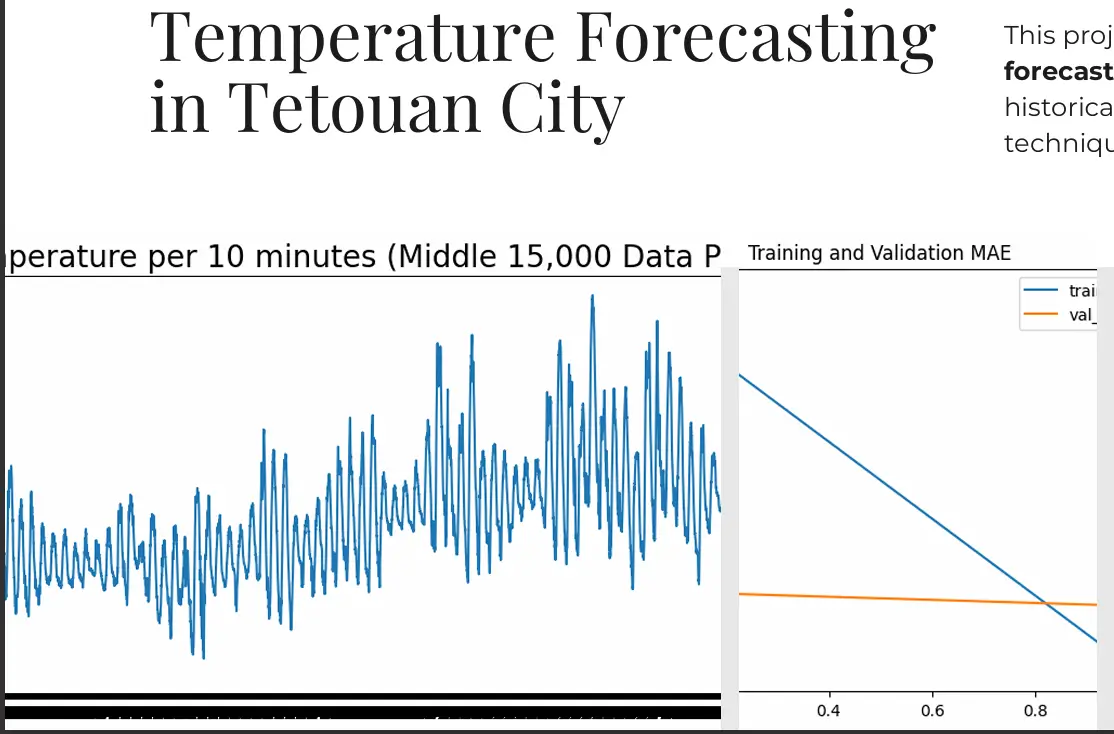 Temperature Forecasting
in Tetouan City
This proj
forecast
historica
techniqu
perature per 10 minutes (Middle 15,000 Data P
Training and Validation MAE
trai
val_
0.4 0.6 0.8